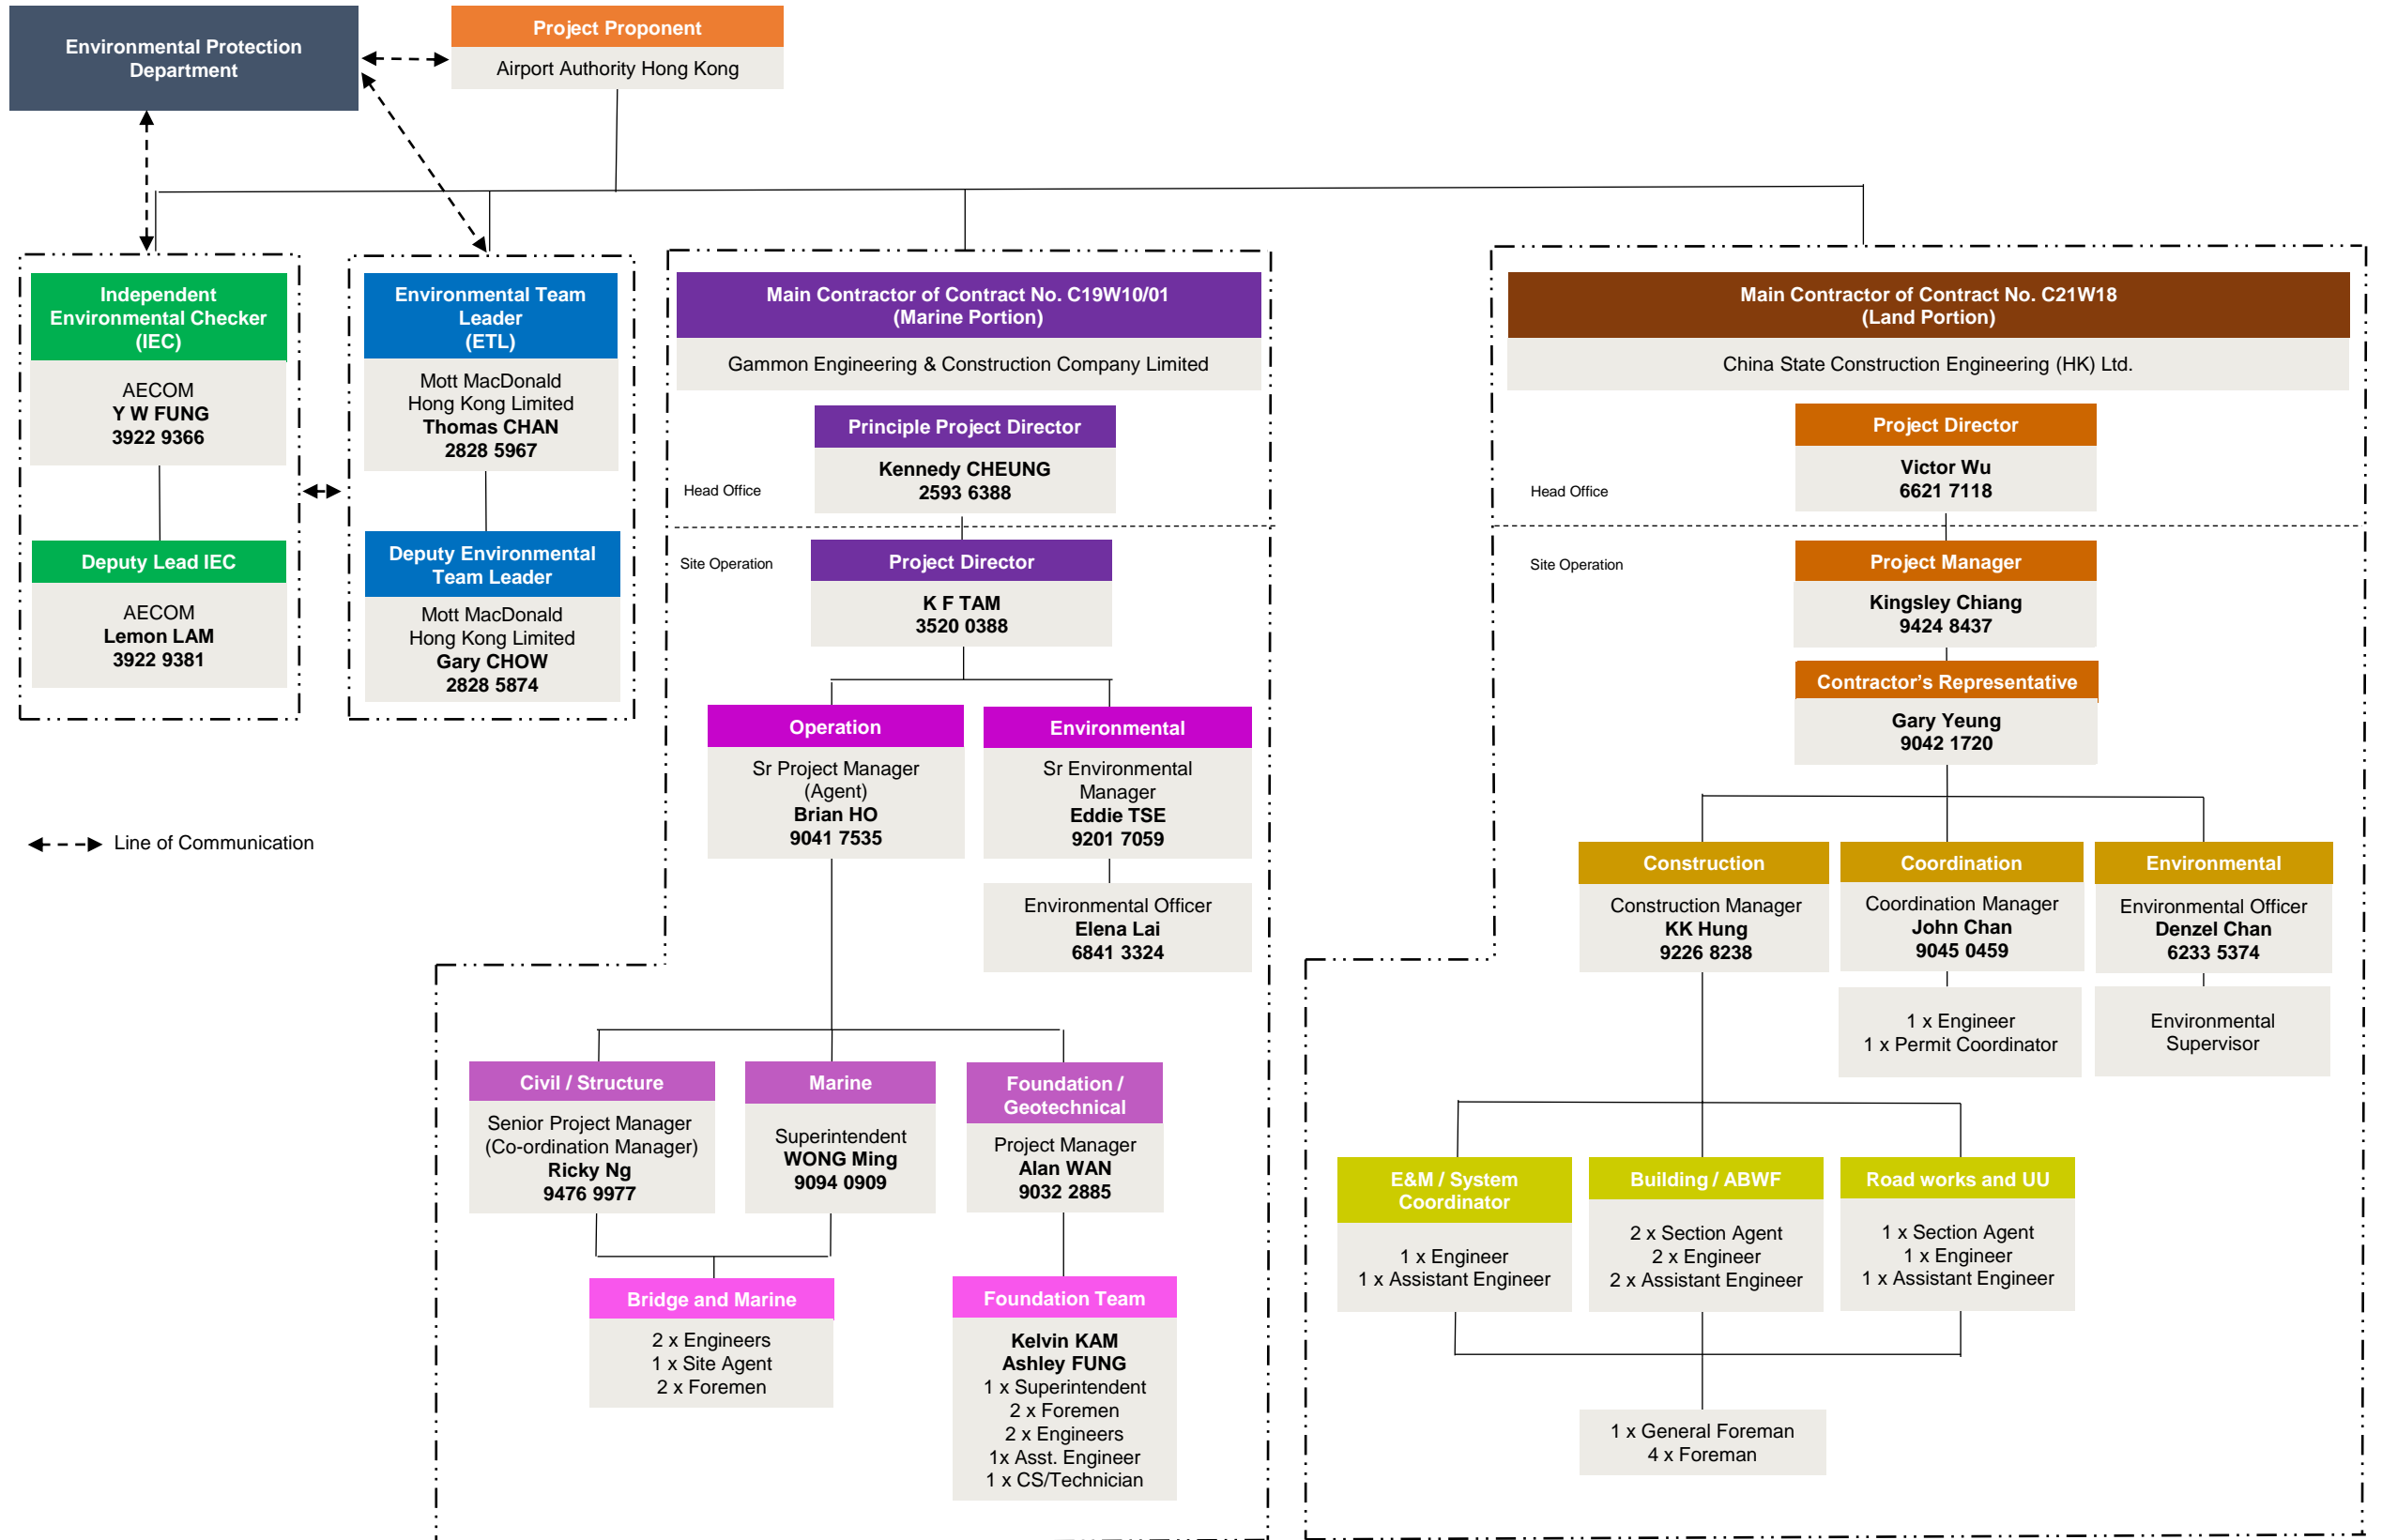 Environmental Protection
Department
Project Proponent
Airport Authority Hong Kong
Independent
Environmental Checker
(IEC)
AECOM
Y W FUNG
3922 9366
Deputy Lead IEC
AECOM
Lemon LAM
3922 9381
Environmental Team
Leader
(ETL)
Mott MacDonald
Hong Kong Limited
Thomas CHAN
2828 5967
Deputy Environmental
Team Leader
Mott MacDonald
Hong Kong Limited
Gary CHOW
2828 5874
Line of Communication
Main Contractor of Contract No. C19W10/01
(Marine Portion)
Gammon Engineering & Construction Company Limited
Principle Project Director
Kennedy CHEUNG
2593 6388
Head Office
Site Operation
Project Director
K F TAM
3520 0388
Operation
Sr Project Manager
(Agent)
Brian HO
9041 7535
Environmental
Sr Environmental
Manager
Eddie TSE
9201 7059
Environmental Officer
Elena Lai
6841 3324
Civil / Structure
Senior Project Manager
(Co-ordination Manager)
Ricky Ng
9476 9977
Marine
Superintendent
WONG Ming
9094 0909
Foundation /
Geotechnical
Project Manager
Alan WAN
9032 2885
Bridge and Marine
2 x Engineers
1 x Site Agent
2 x Foremen
Foundation Team
Kelvin KAM
Ashley FUNG
1 x Superintendent
2 x Foremen
2 x Engineers
1x Asst. Engineer
1 x CS/Technician
Main Contractor of Contract No. C21W18
(Land Portion)
China State Construction Engineering (HK) Ltd.
Project Director
Victor Wu
6621 7118
Head Office
Site Operation
Project Manager
Kingsley Chiang
9424 8437
Contractor’s Representative
Gary Yeung
9042 1720
Construction
Construction Manager
KK Hung
9226 8238
Coordination
Coordination Manager
John Chan
9045 0459
1 x Engineer
1 x Permit Coordinator
Environmental
Environmental Officer
Denzel Chan
6233 5374
Environmental
Supervisor
E&M / System
Coordinator
1 x Engineer
1 x Assistant Engineer
Building / ABWF
2 x Section Agent
2 x Engineer
2 x Assistant Engineer
Road works and UU
1 x Section Agent
1 x Engineer
1 x Assistant Engineer
1 x General Foreman
4 x Foreman